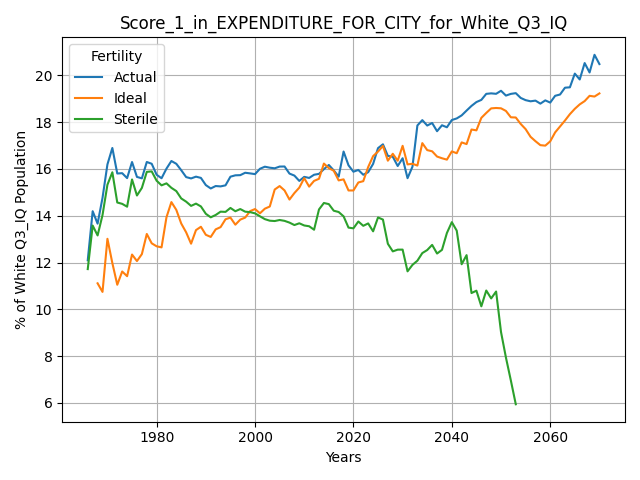 Score_1_in_EXPENDITURE_FOR_CITY_for_White_Q3_IQ
Fertility
Actual
Ideal
Sterile
% of White Q3_IQ Population
20
18
16
14
12
10
8
6
1980
2000
2020
2040
2060
Years